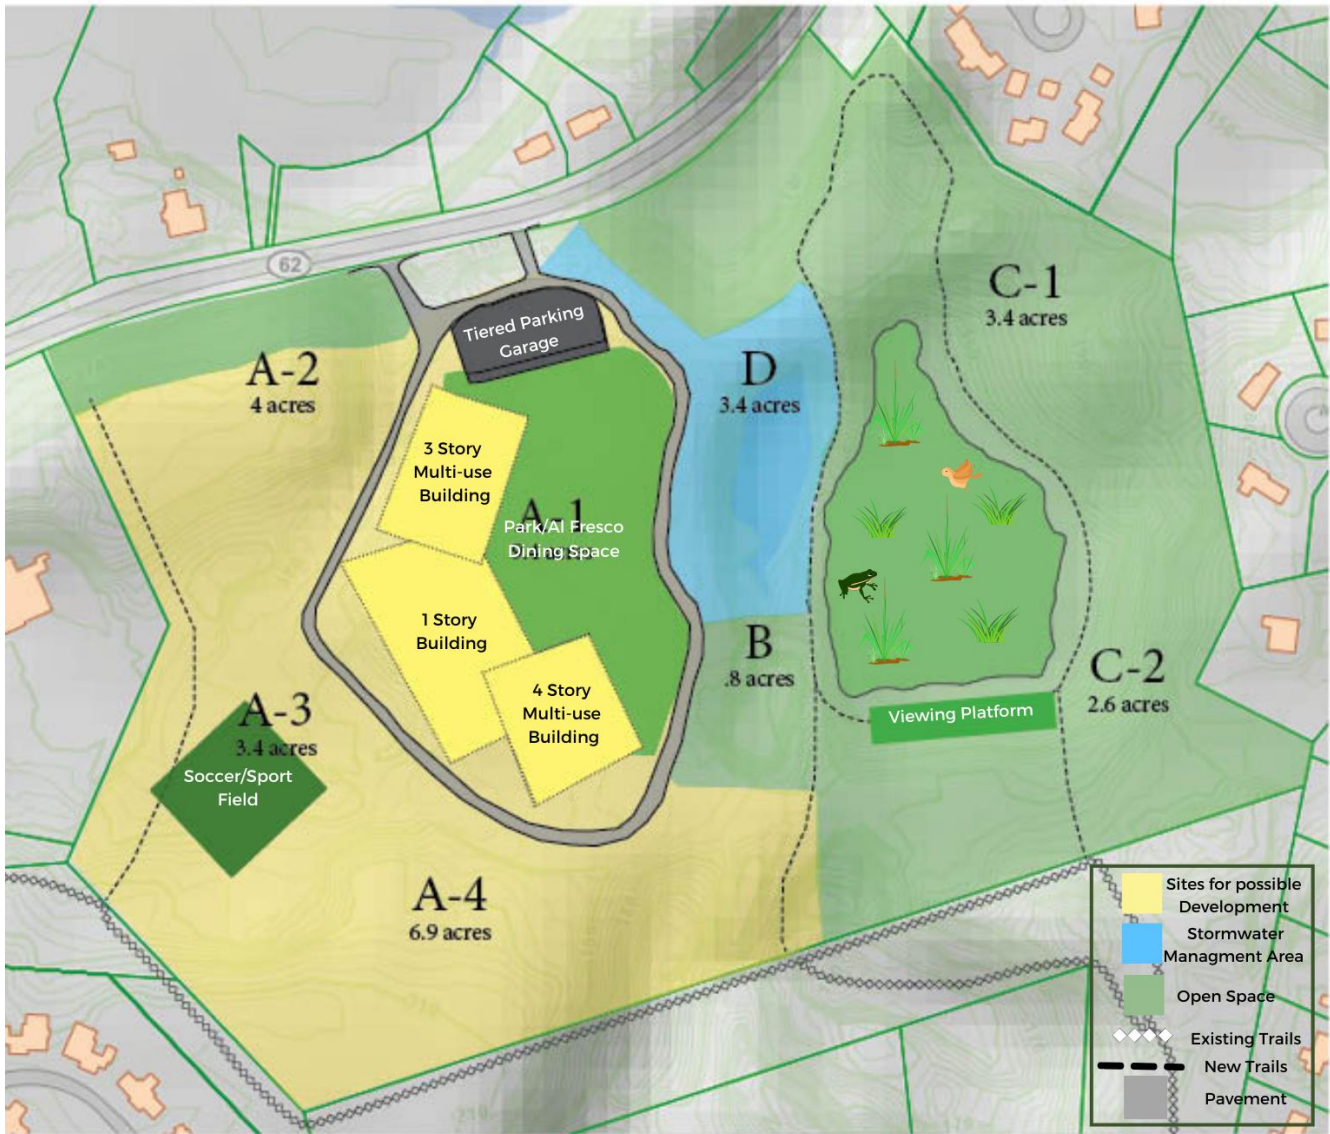 62
Tiered Parking
Garage
A-2
4 acres
C-1
3.4 acres
D
3.4 acres
3 Story
Multi-use
Building
A-1
Park/Al Fresco
Dining Space
1 Story
Building
B
.8 acres
C-2
2.6 acres
4 Story
Multi-use
Building
Viewing Platform
A-3
3.4 acres
Soccer/Sport
Field
A-4
6.9 acres
Sites for possible
Development
Stormwater
Managment Area
Open Space
Existing Trails
New Trails
Pavement